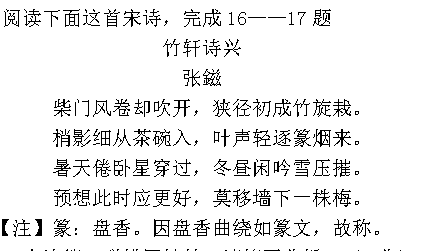 阅读下面这首宋诗，完成16——17题
竹轩诗兴
张镃
柴门风卷却吹开，狭径初成竹旋栽。
梢影细从茶碗入，叶声轻逐篆烟来。
暑天倦卧星穿过，冬昼闲吟雪压摧。
预想此时应更好，莫移墙下一株梅。
【注】篆：盘香。因盘香曲绕如篆文，故称。